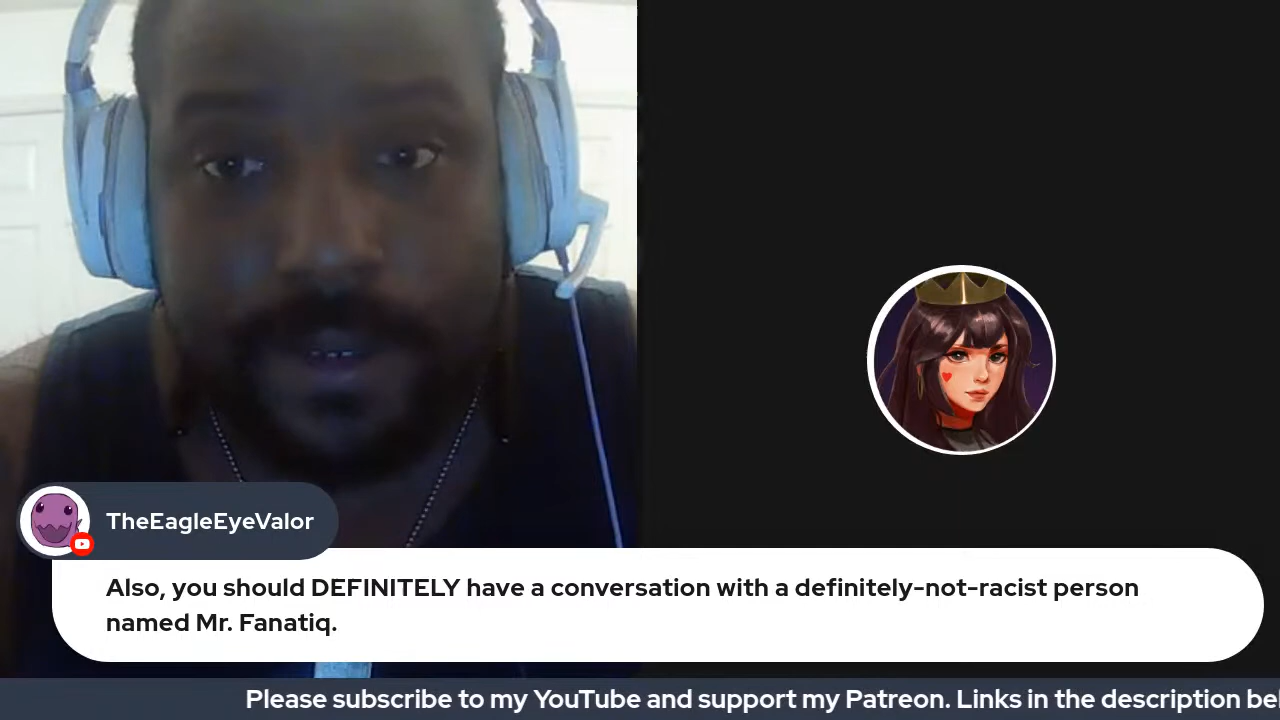 TheEagleEyeValor
Also, you should DEFINITELY have a conversation with a definitely-not-racist person
named Mr. Fanatiq.
Please subscribe to my YouTube and support my Patreon. Links in the description